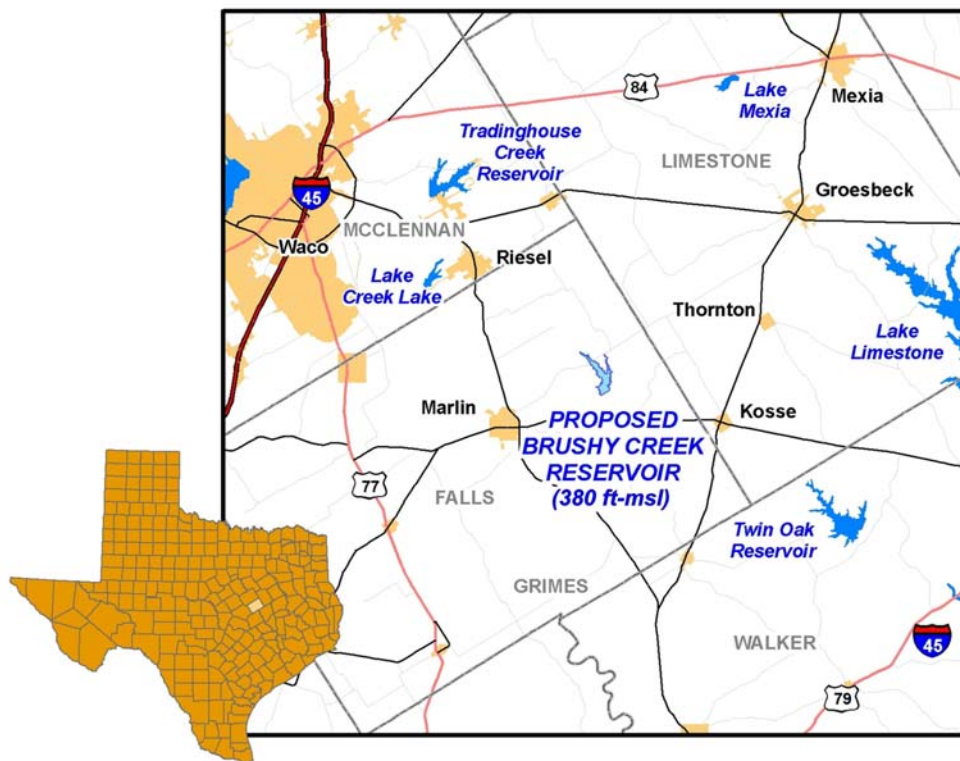 84
Lake
Mexia
Mexia
Tradinghouse
Creek
Reservoir
LIMESTONE
45
Groesbeck
MCCLENNAN
Waco
Riesel
Lake
Creek Lake
Thornton
Lake
Limestone
Marlin
PROPOSED
BRUSHY CREEK
RESERVOIR
(380 ft-msl)
Kosse
77
FALLS
Twin Oak
Reservoir
GRIMES
WALKER
45
79